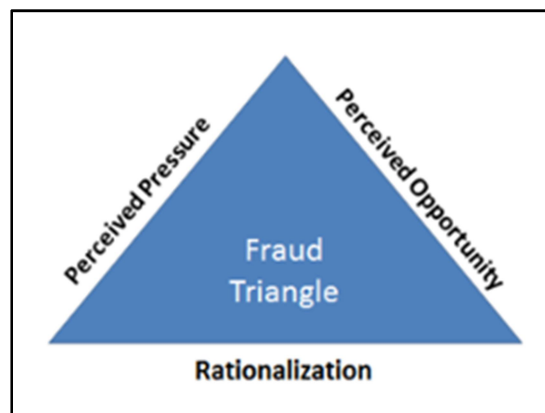 Perceived Pressure
Perceived Opportunity
Fraud
Triangle
Rationalization